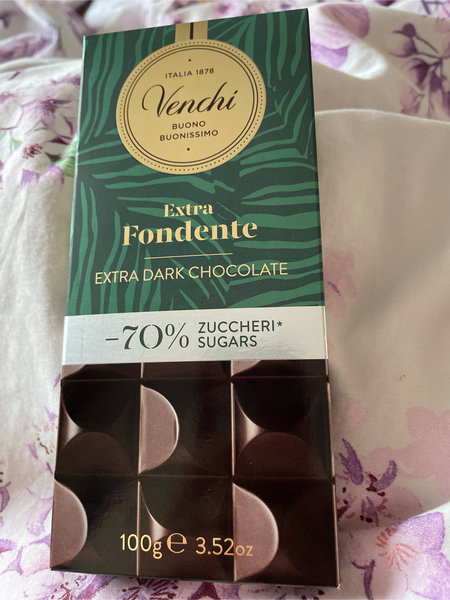 ITALIA 1878
Venchi
BUONO
BUONISSIMO
Extra
Fondente
EXTRA DARK CHOCOLATE
-70% ZUCCHERI*
SUGARS
100g e 3.52oz